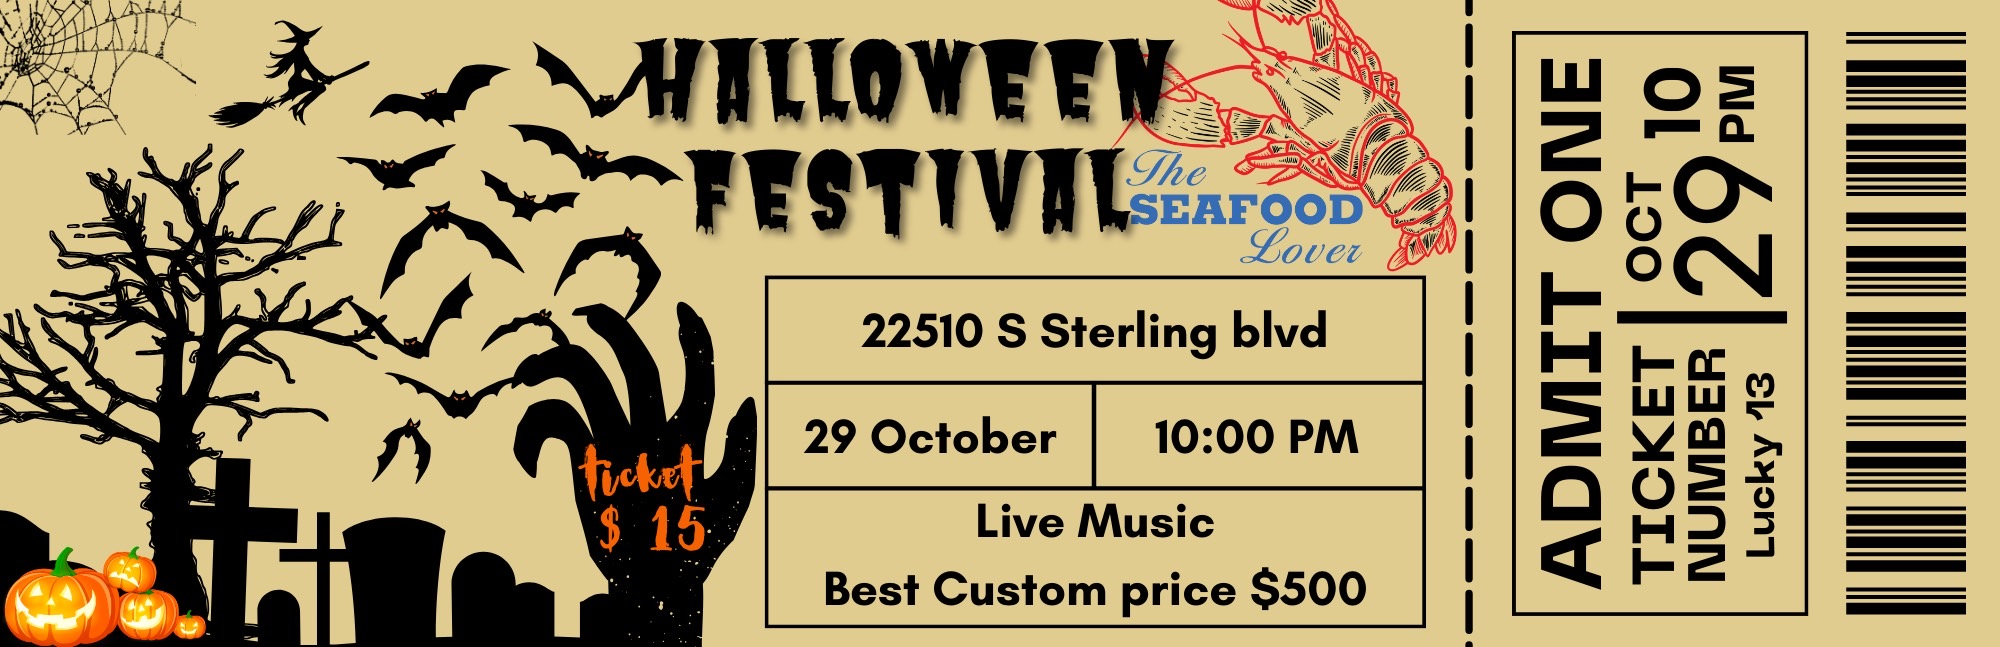 HALLOWEEN
FESTIVAL
The
SEAFOOD
Lover
22510 S Sterling blvd
29 October
10:00 PM
Live Music
Best Custom price $500
ticket
$ 15
ADMIT ONE
TICKET
NUMBER
Lucky 13
OCT 10
29 PM